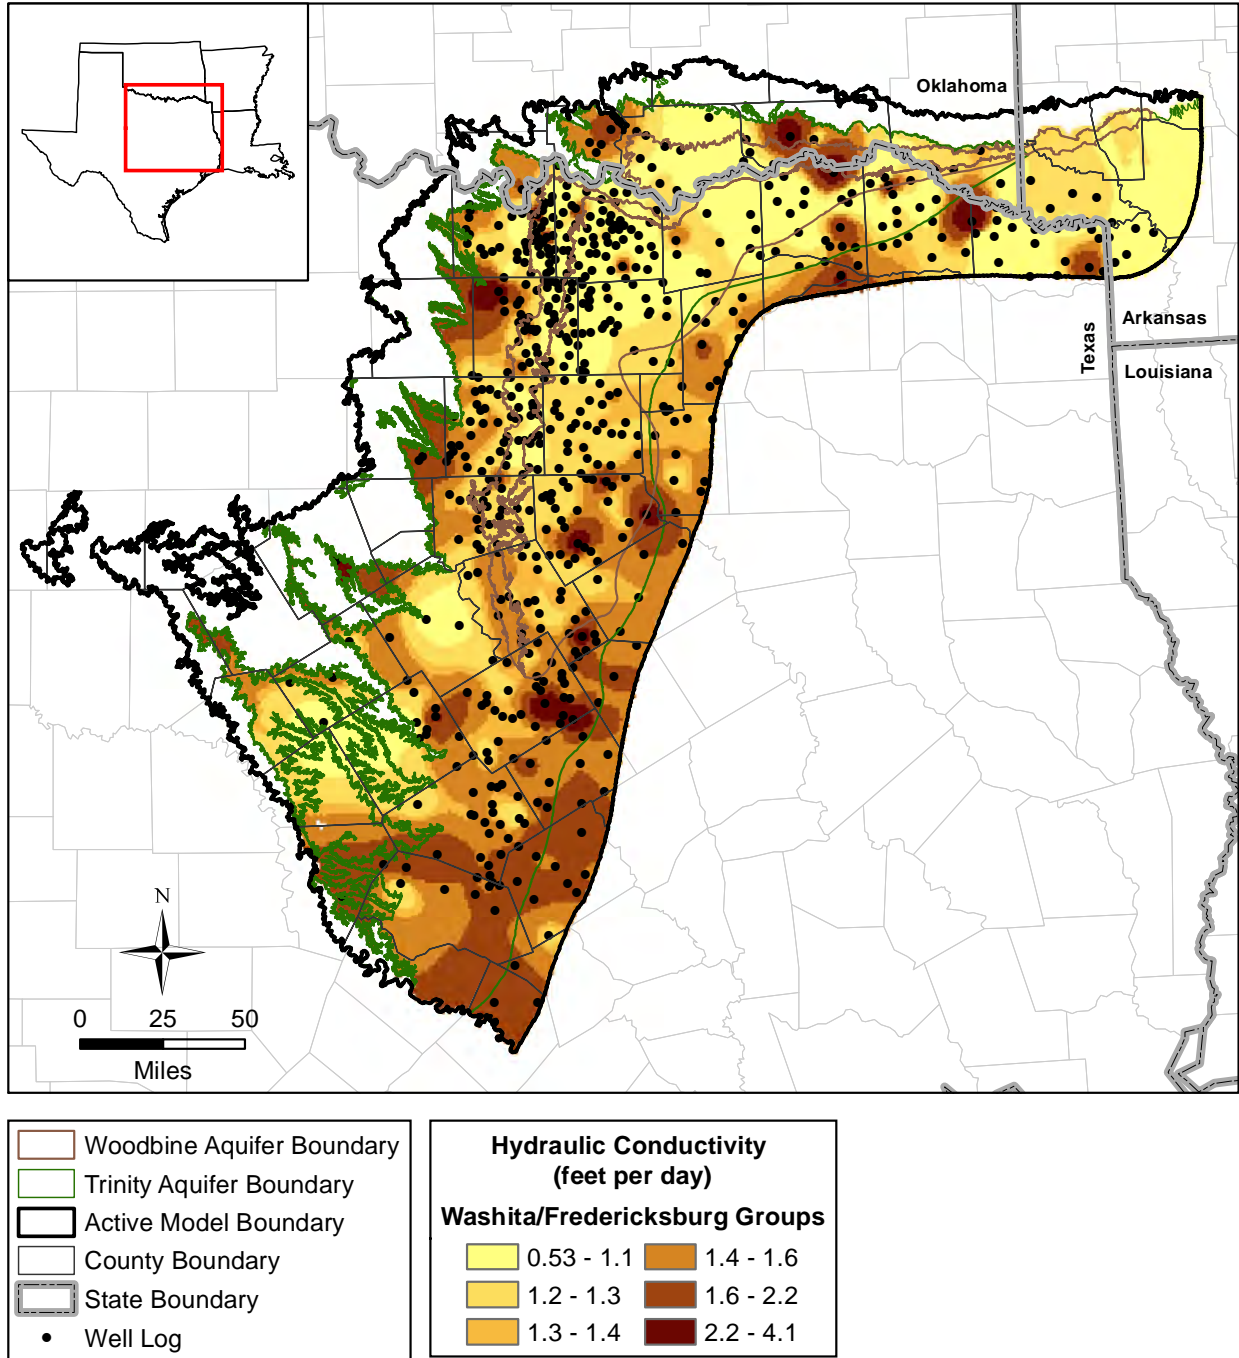 Oklahoma
Texas
Arkansas
Louisiana
N
0 25 50
Miles
Woodbine Aquifer Boundary
Trinity Aquifer Boundary
Active Model Boundary
County Boundary
State Boundary
Well Log
Hydraulic Conductivity
(feet per day)
Washita/Fredericksburg Groups
0.53 - 1.1 1.4 - 1.6
1.2 - 1.3 1.6 - 2.2
1.3 - 1.4 2.2 - 4.1